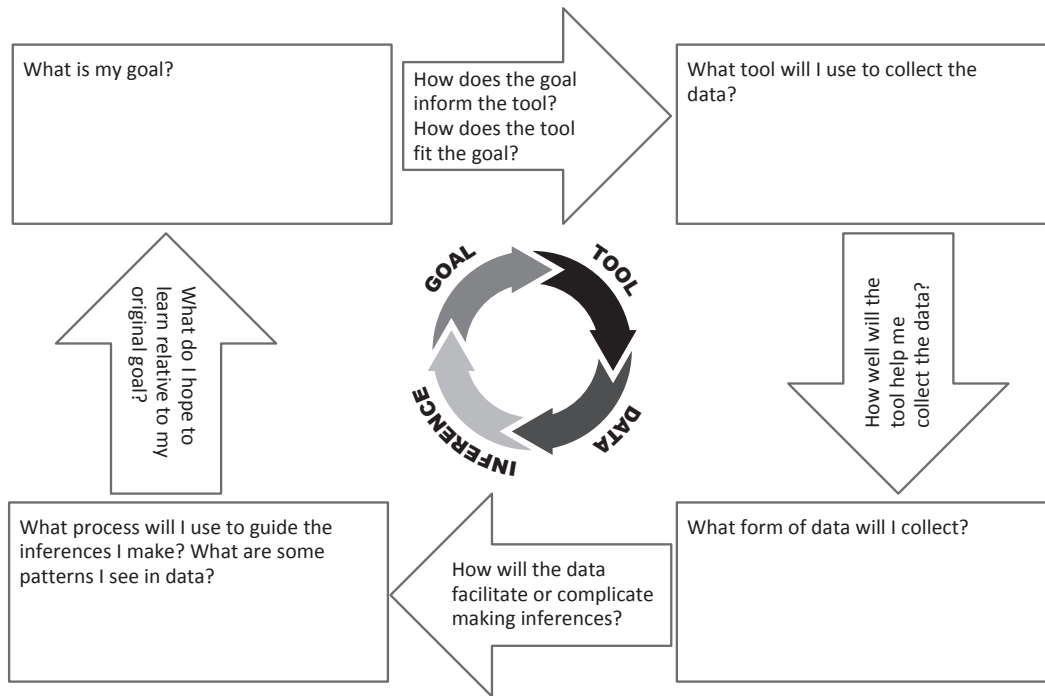 What is my goal?
How does the goal
inform the tool?
How does the tool
fit the goal?
What tool will I use to collect the
data?
GOAL
TOOL
DATA
INFERENCE
What do I hope to
learn relative to my
original goal?
How well will the
tool help me
collect the data?
What process will I use to guide the
inferences I make? What are some
patterns I see in data?
How will the data
facilitate or complicate
making inferences?
What form of data will I collect?